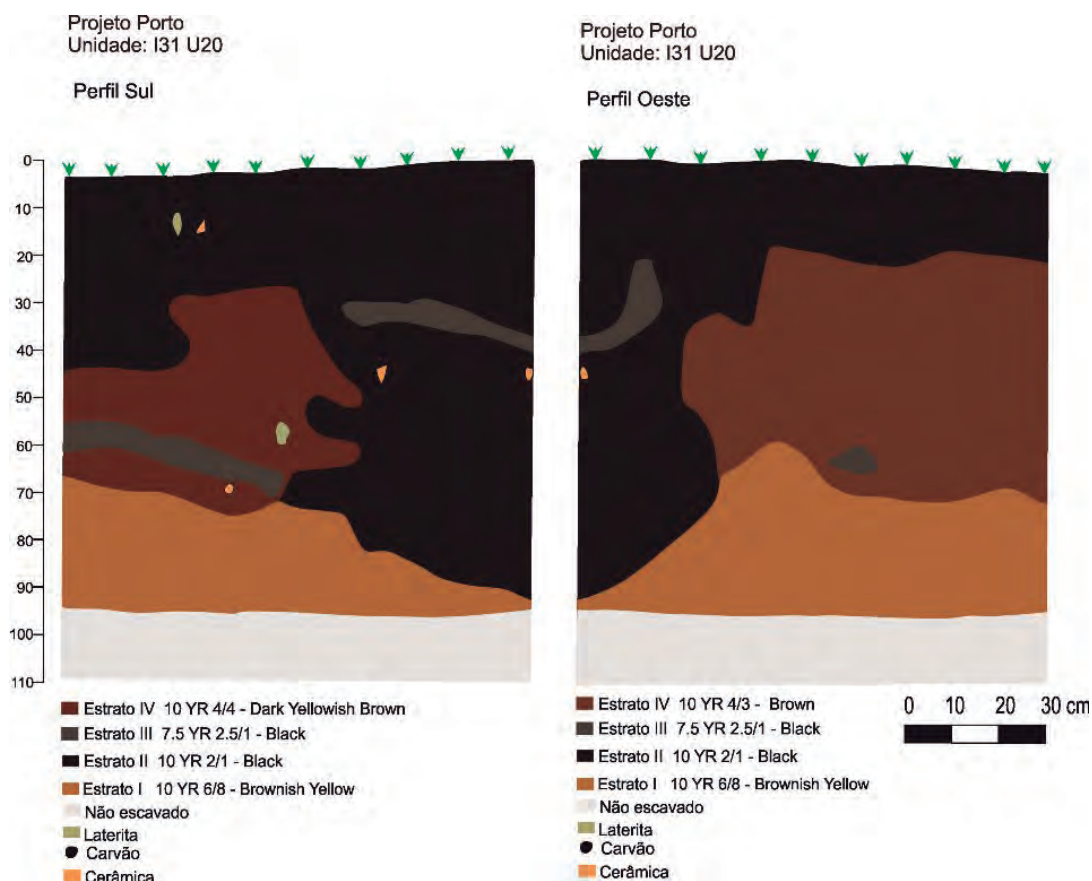 Projeto Porto
Unidade: I31 U20
Perfil Sul
0
10
20
30
40
50
60
70
80
90
100
110
Estrato IV 10 YR 4/4 - Dark Yellowish Brown
Estrato III 7.5 YR 2.5/1 - Black
Estrato II 10 YR 2/1 - Black
Estrato I 10 YR 6/8 - Brownish Yellow
Não escavado
Laterita
Carvão
Cerâmica
Projeto Porto
Unidade: I31 U20
Perfil Oeste
Estrato IV 10 YR 4/3 - Brown
Estrato III 7.5 YR 2.5/1 - Black
Estrato II 10 YR 2/1 - Black
Estrato I 10 YR 6/8 - Brownish Yellow
Não escavado
Laterita
Carvão
Cerâmica
0 10 20 30 cm